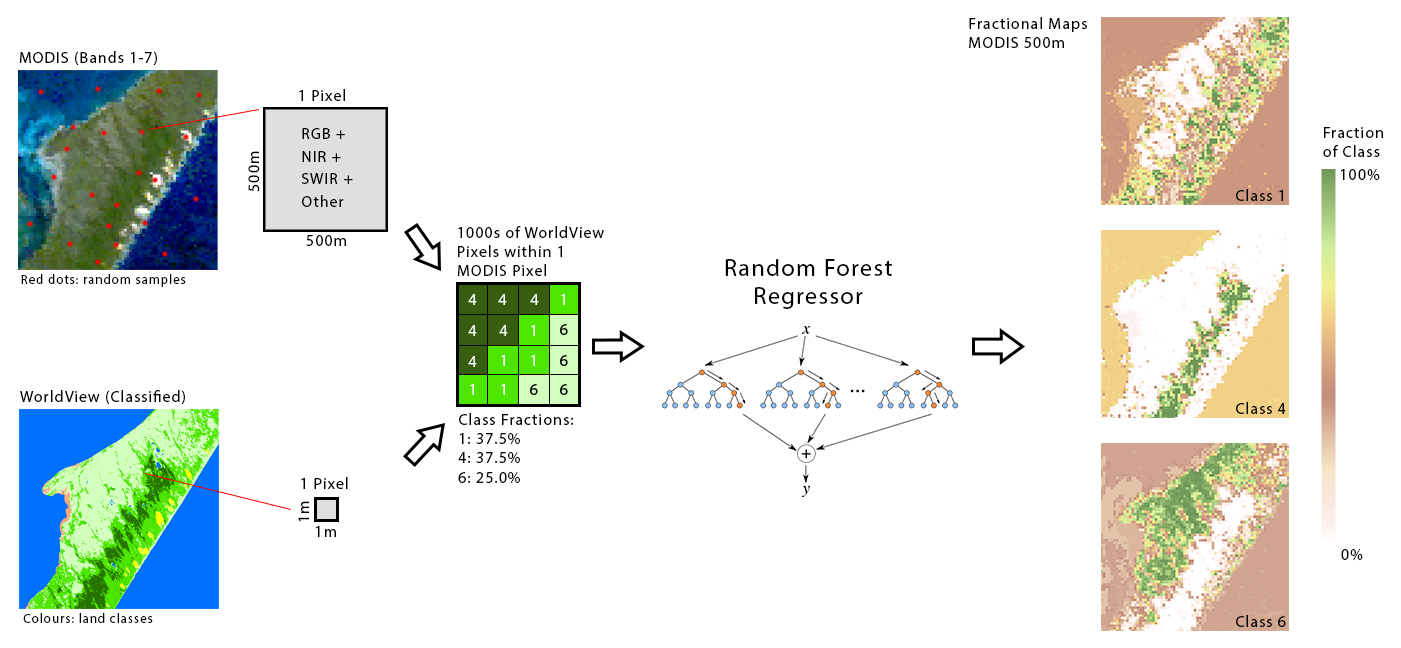 MODIS (Bands 1-7)
Red dots: random samples
1 Pixel
RGB +
NIR +
SWIR +
Other
500m
500m
WorldView (Classified)
Colours: land classes
1 Pixel
1m
1m
1000s of WorldView
Pixels within 1
MODIS Pixel
4 4 4 1
4 4 1 6
4 1 1 6
1 1 6 6
Class Fractions:
1: 37.5%
4: 37.5%
6: 25.0%
Random Forest
Regressor
x
...
+
y
Fractional Maps
MODIS 500m
Class 1
Class 4
Class 6
Fraction
of Class
100%
0%